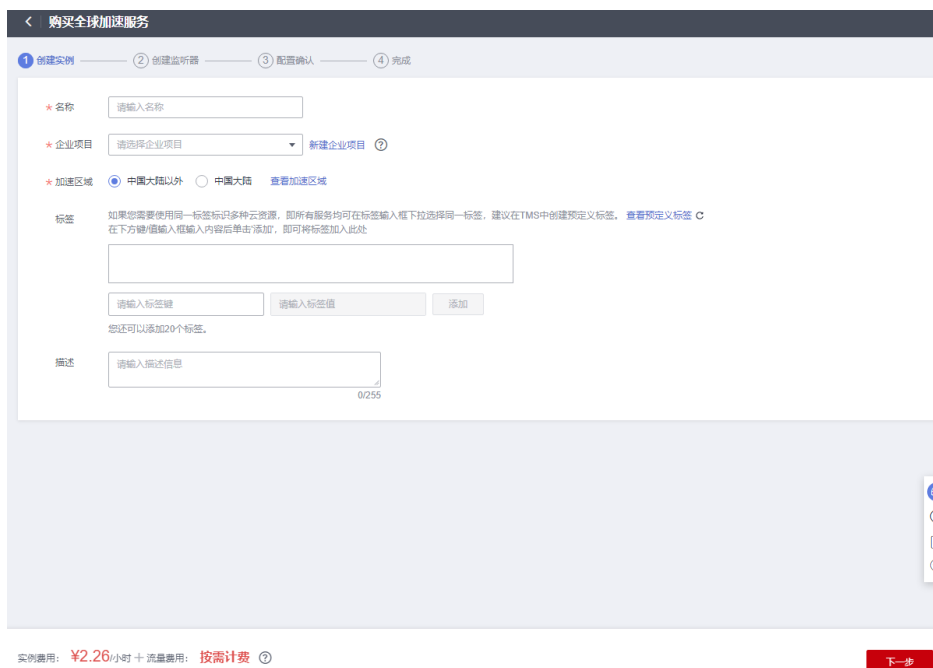 购买全球加速服务
1 创建实例 2 创建监听器 3 配置确认 4 完成
* 名称 请输入名称
* 企业项目 请选择企业项目 新建企业项目 ?
* 加速区域 中国大陆以外 中国大陆 查看加速区域
标签 如果您需要使用同一标签标识多种云资源，即所有服务均可在标签输入框下拉选择同一标签，建议在TMS中创建预定义标签。 查看预定义标签
在下方键/值输入框输入内容后单击'添加'，即可将标签加入此处
请输入标签键 请输入标签值 添加
您还可以添加20个标签。
描述 请输入描述信息
0/255
实例费用： ¥2.26/小时 + 流量费用： 按需计费 ?
下一步